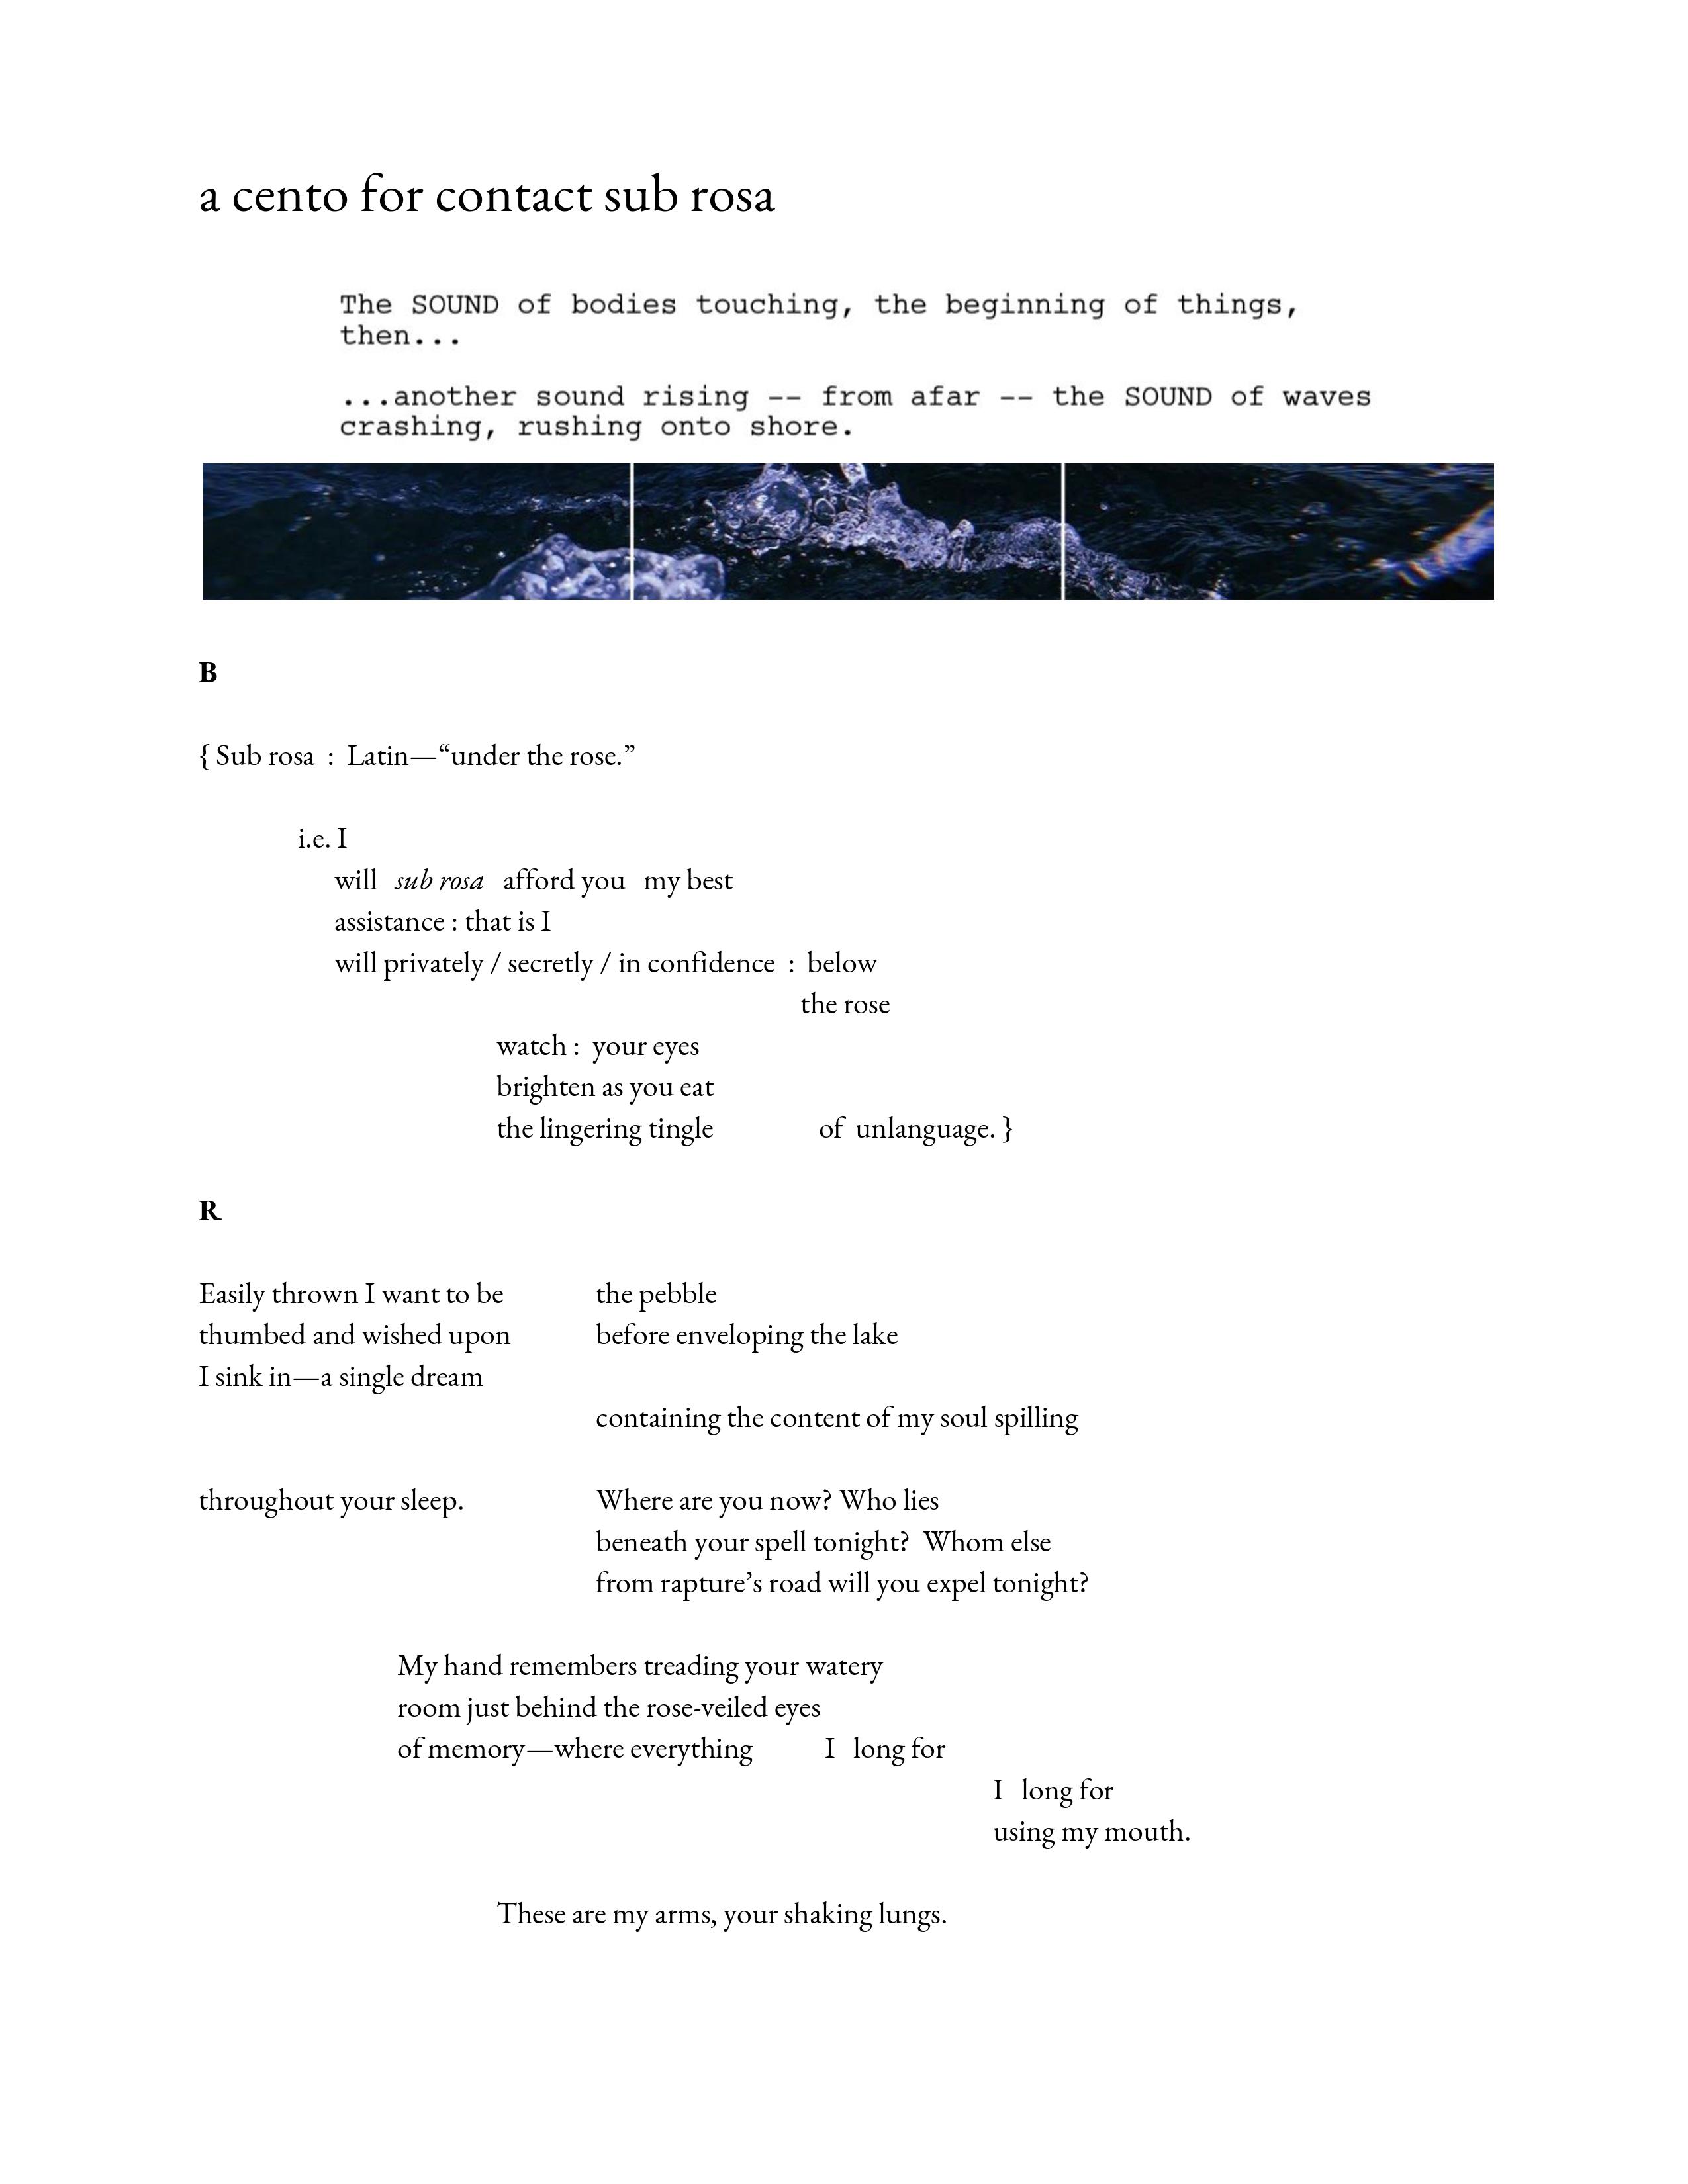 a cento for contact sub rosa
The SOUND of bodies touching, the beginning of things,
then...
...another sound rising -- from afar -- the SOUND of waves
crashing, rushing onto shore.
B
{ Sub rosa : Latin—“under the rose.”
i.e. I
will sub rosa afford you my best
assistance : that is I
will privately / secretly / in confidence : below
the rose
watch : your eyes
brighten as you eat
the lingering tingle of unlanguage. }
R
Easily thrown I want to be the pebble
thumbed and wished upon before enveloping the lake
I sink in—a single dream
containing the content of my soul spilling
throughout your sleep. Where are you now? Who lies
beneath your spell tonight? Whom else
from rapture’s road will you expel tonight?
My hand remembers treading your watery
room just behind the rose-veiled eyes
of memory—where everything I long for
I long for
using my mouth.
These are my arms, your shaking lungs.